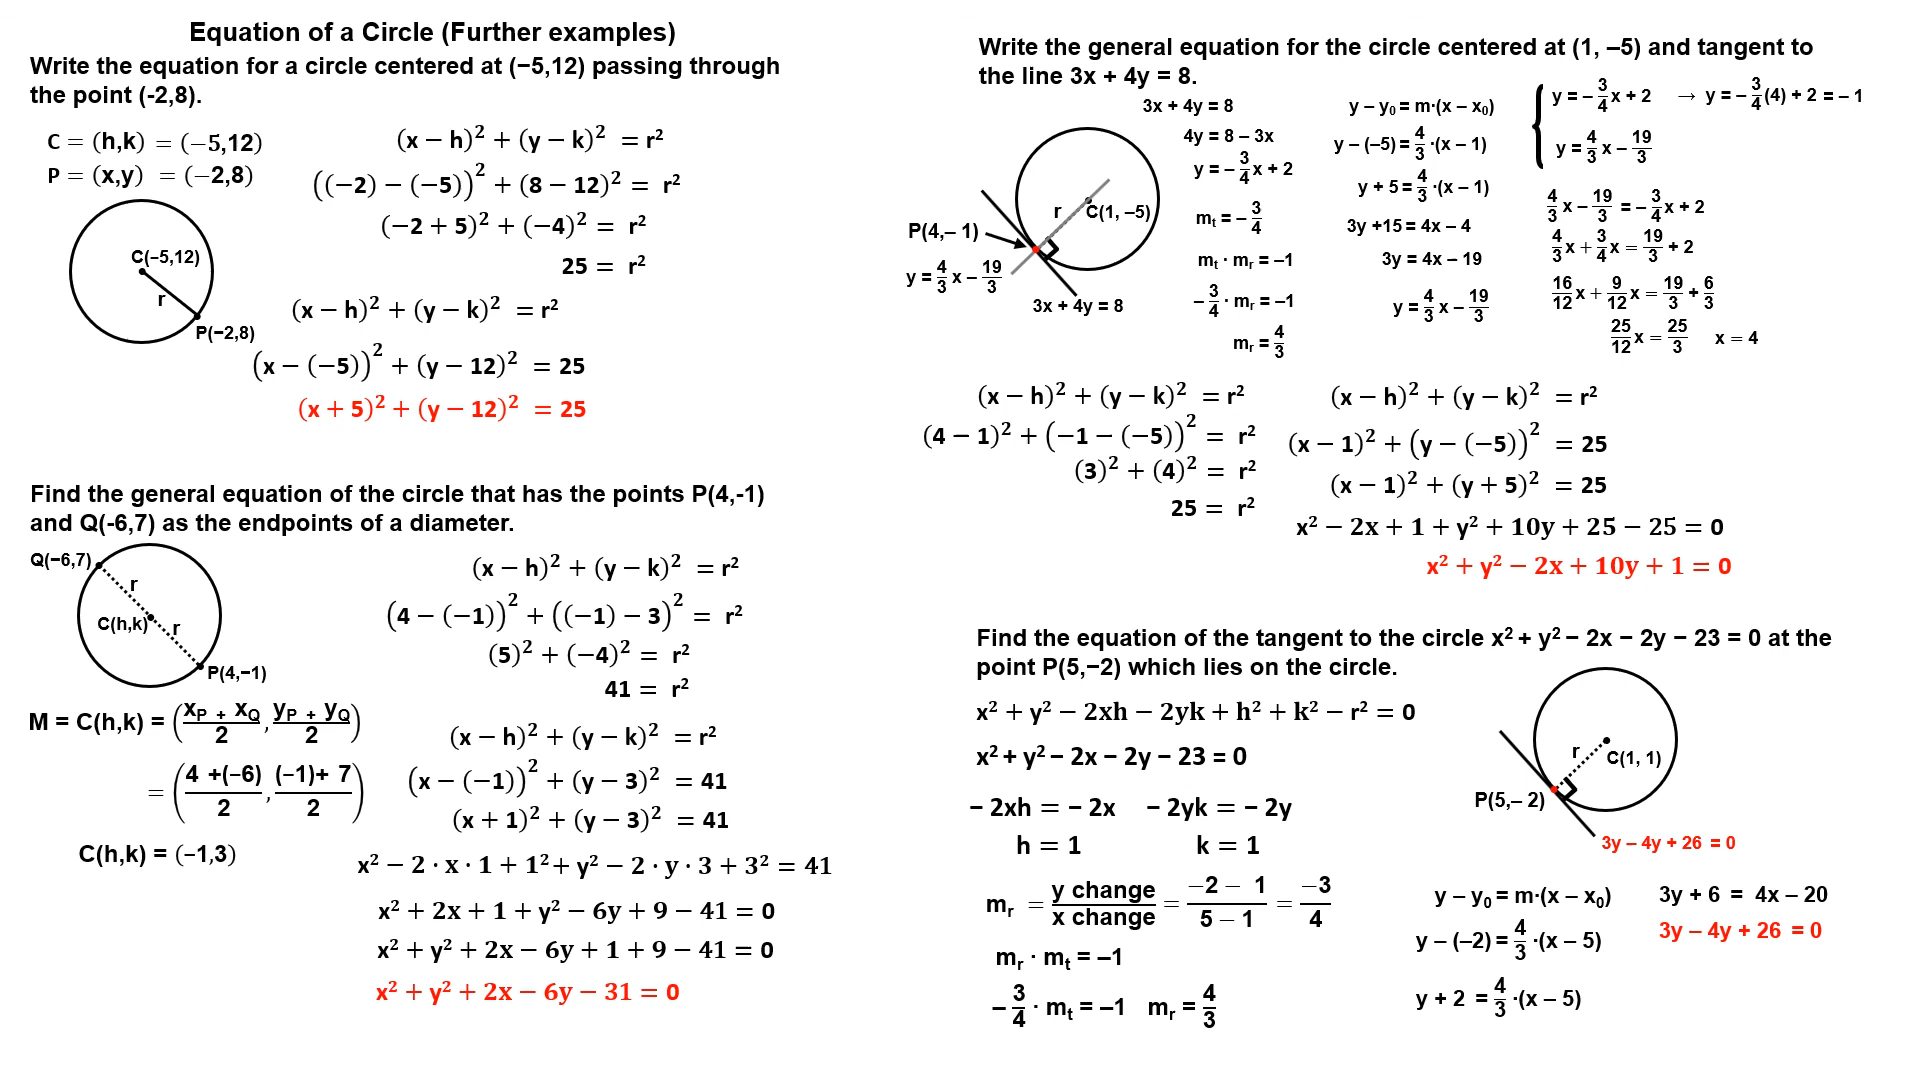 Equation of a Circle (Further examples)
Write the equation for a circle centered at (−5,12) passing through
the point (-2,8).
C = (h,k) = (−5,12)
P = (x,y) = (−2,8)
(x − h)² + (y − k)² = r²
((−2) − (−5))² + (8 − 12)² = r²
(−2 + 5)² + (−4)² = r²
25 = r²
C(−5,12)
r
P(−2,8)
(x − h)² + (y − k)² = r²
(x − (−5))² + (y − 12)² = 25
(x + 5)² + (y − 12)² = 25
Find the general equation of the circle that has the points P(4,-1)
and Q(-6,7) as the endpoints of a diameter.
Q(−6,7)
r
C(h,k)
r
P(4,−1)
M = C(h,k) = ((x_P + x_Q)/2 , (y_P + y_Q)/2)
= ((4 +(−6))/2 , ((−1)+ 7)/2)
C(h,k) = (−1,3)
(x − h)² + (y − k)² = r²
(4 − (−1))² + ((−1) − 3)² = r²
(5)² + (−4)² = r²
41 = r²
(x − h)² + (y − k)² = r²
(x − (−1))² + (y − 3)² = 41
(x + 1)² + (y − 3)² = 41
x² − 2 · x · 1 + 1² + y² − 2 · y · 3 + 3² = 41
x² + 2x + 1 + y² − 6y + 9 − 41 = 0
x² + y² + 2x − 6y + 1 + 9 − 41 = 0
x² + y² + 2x − 6y − 31 = 0
Write the general equation for the circle centered at (1, –5) and tangent to
the line 3x + 4y = 8.
r
C(1, –5)
P(4,– 1)
y = 4/3 x – 19/3
3x + 4y = 8
3x + 4y = 8
4y = 8 – 3x
y = – 3/4 x + 2
m_t = – 3/4
m_t · m_r = –1
– 3/4 · m_r = –1
m_r = 4/3
y – y₀ = m·(x – x₀)
y – (–5) = 4/3 ·(x – 1)
y + 5 = 4/3 ·(x – 1)
3y +15 = 4x – 4
3y = 4x – 19
y = 4/3 x – 19/3
{ y = – 3/4 x + 2 → y = – 3/4 (4) + 2 = – 1
y = 4/3 x – 19/3
4/3 x – 19/3 = – 3/4 x + 2
4/3 x + 3/4 x = 19/3 + 2
16/12 x + 9/12 x = 19/3 + 6/3
25/12 x = 25/3 x = 4
(x − h)² + (y − k)² = r²
(4 − 1)² + (−1 − (−5))² = r²
(3)² + (4)² = r²
25 = r²
(x − h)² + (y − k)² = r²
(x − 1)² + (y − (−5))² = 25
(x − 1)² + (y + 5)² = 25
x² − 2x + 1 + y² + 10y + 25 − 25 = 0
x² + y² − 2x + 10y + 1 = 0
Find the equation of the tangent to the circle x² + y² − 2x − 2y − 23 = 0 at the
point P(5,−2) which lies on the circle.
x² + y² − 2xh − 2yk + h² + k² − r² = 0
x² + y² − 2x − 2y − 23 = 0
− 2xh = − 2x − 2yk = − 2y
h = 1 k = 1
m_r = y change/x change = (−2 − 1)/(5 − 1) = −3/4
m_r · m_t = –1
– 3/4 · m_t = –1 m_r = 4/3
r
C(1, 1)
P(5,– 2)
3y – 4y + 26 = 0
y – y₀ = m·(x – x₀)
y – (–2) = 4/3 ·(x – 5)
y + 2 = 4/3 ·(x – 5)
3y + 6 = 4x – 20
3y – 4y + 26 = 0